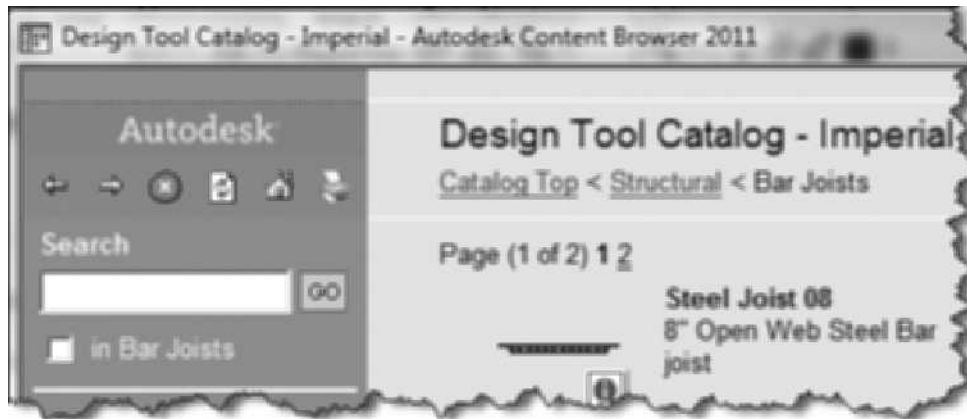 Design Tool Catalog - Imperial - Autodesk Content Browser 2011
Autodesk
Search
GO
in Bar Joists
Design Tool Catalog - Imperial
Catalog Top < Structural < Bar Joists
Page (1 of 2) 1 2
Steel Joist 08
8" Open Web Steel Bar
joist